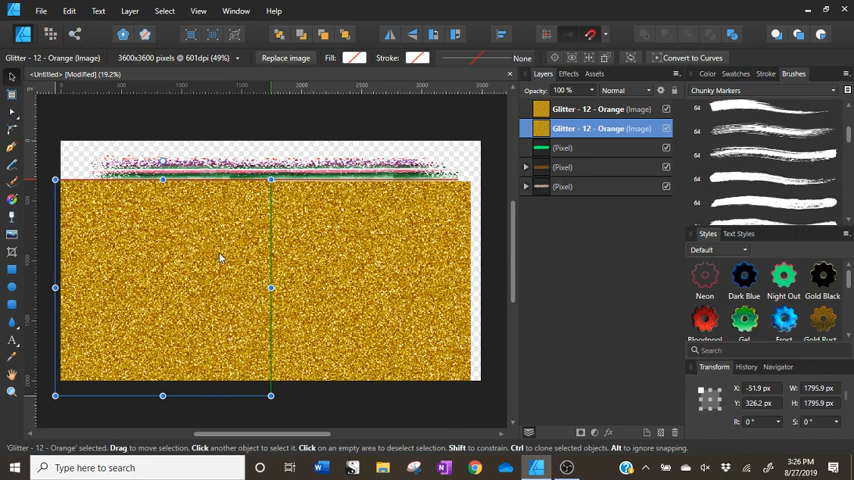 File Edit Text Layer Select View Window Help
Glitter - 12 - Orange (Image) 3600x3600 pixels @ 601dpi (49%) Replace image Fill: Stroke: None Convert to Curves
<Untitled> [Modified] (19.2%)
Layers Effects Assets
Color Swatches Stroke Brushes
Opacity: 100 % Normal
Chunky Markers
Glitter - 12 - Orange (Image)
Glitter - 12 - Orange (Image)
(Pixel)
(Pixel)
(Pixel)
64
64
64
64
64
64
Styles Text Styles
Default
Neon Dark Blue Night Out Gold Black
Bloodpool Gel Frost Gold Rust
Search
Transform History Navigator
X: -51.9 px W: 1795.9 px
Y: 326.2 px H: 1795.9 px
R: 0 ° S: 0 °
'Glitter - 12 - Orange' selected. Drag to move selection. Click another object to select it. Click on an empty area to deselect selection. Shift to constrain. Ctrl to clone selected objects. Alt to ignore snapping.
Type here to search
3:26 PM
8/27/2019